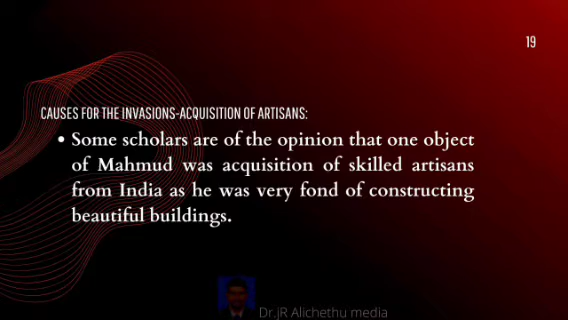 19
CAUSES FOR THE INVASIONS-ACQUISITION OF ARTISANS:
• Some scholars are of the opinion that one object
of Mahmud was acquisition of skilled artisans
from India as he was very fond of constructing
beautiful buildings.
Dr.jR Alichethu media